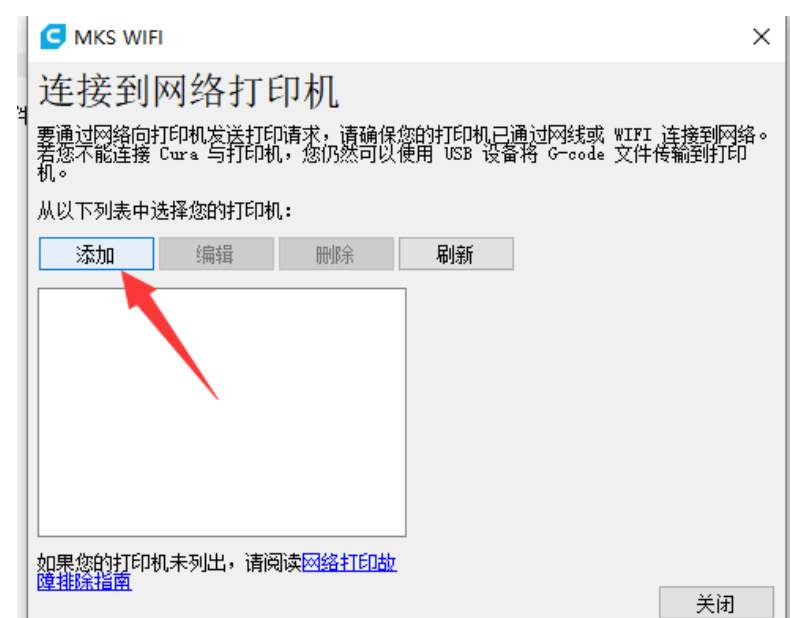 MKS WIFI
连接到网络打印机
要通过网络向打印机发送打印请求，请确保您的打印机已通过网线或 WIFI 连接到网络。
若您不能连接 Cura 与打印机，您仍然可以使用 USB 设备将 G-code 文件传输到打印
机。
从以下列表中选择您的打印机：
添加 编辑 删除 刷新
如果您的打印机未列出，请阅读网络打印故
障排除指南
关闭